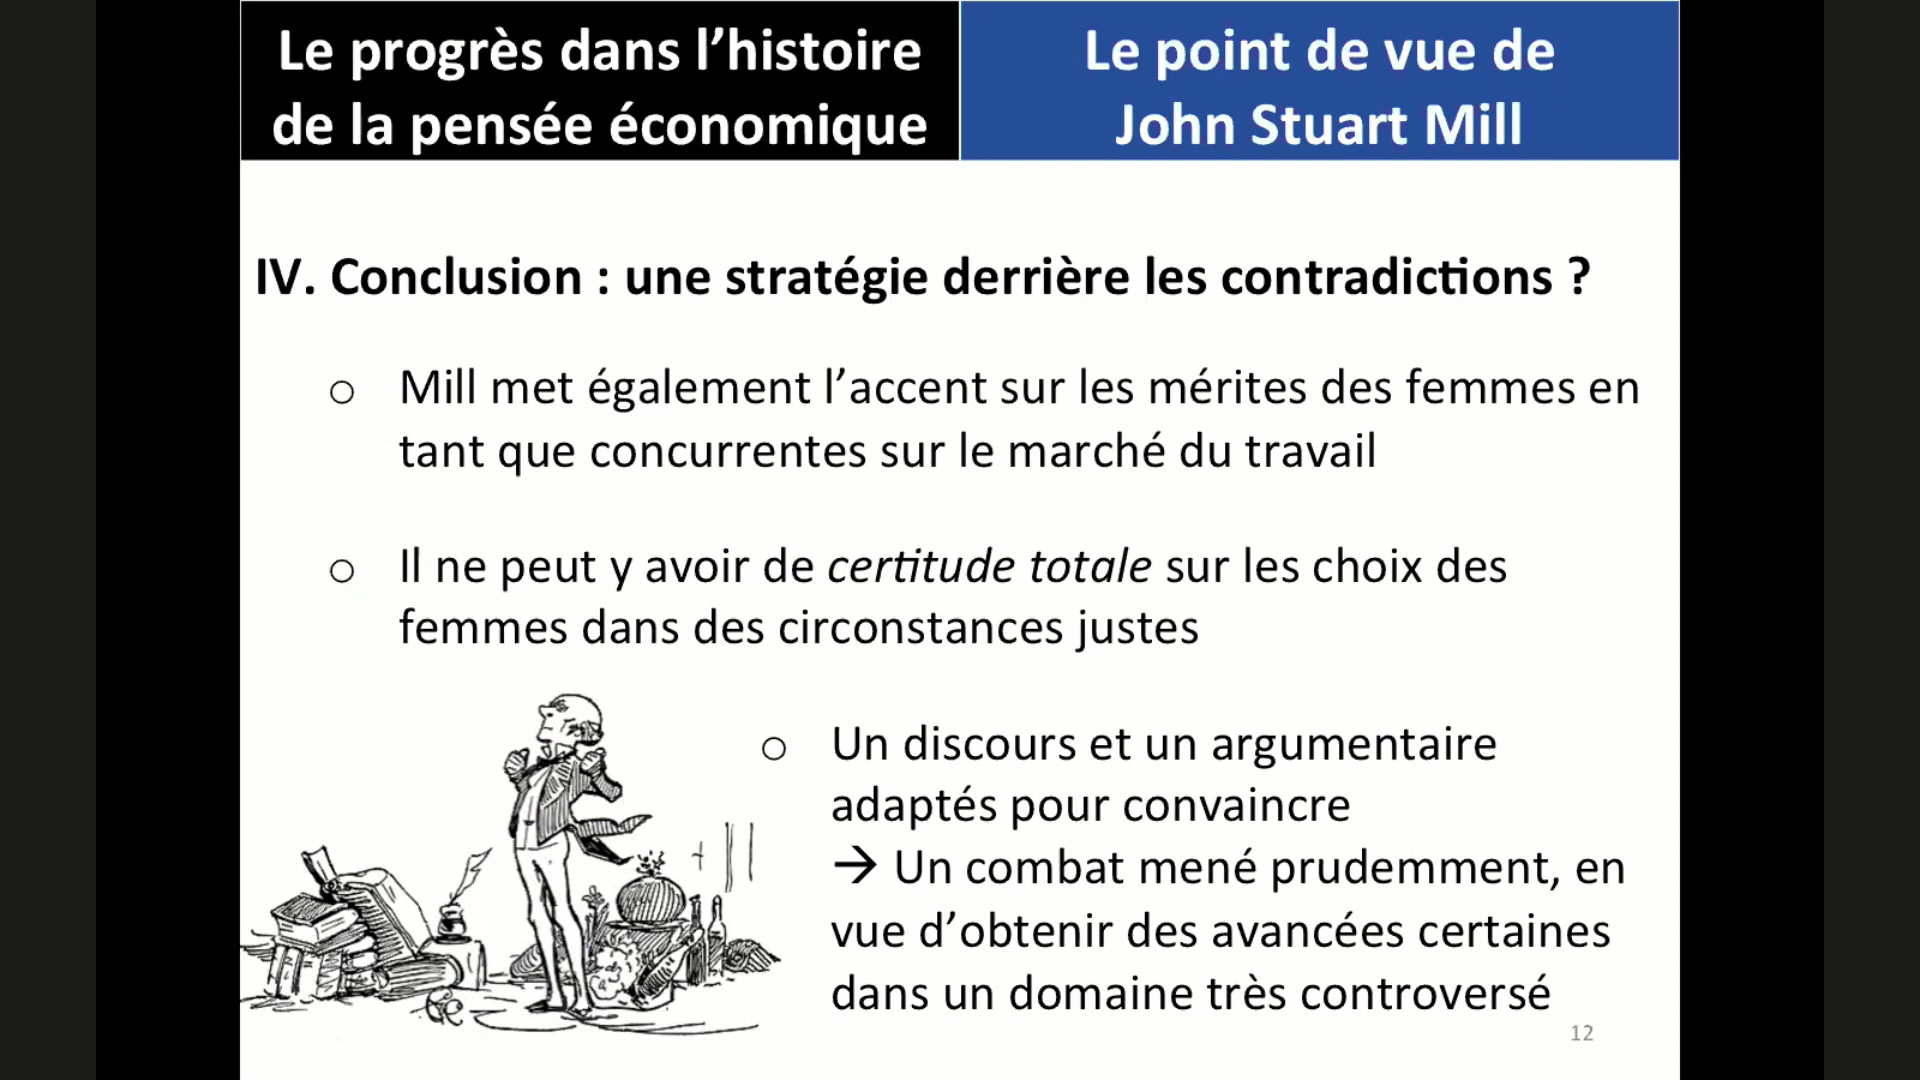 Le progrès dans l’histoire
de la pensée économique
Le point de vue de
John Stuart Mill
IV. Conclusion : une stratégie derrière les contradictions ?
o Mill met également l’accent sur les mérites des femmes en
tant que concurrentes sur le marché du travail
o Il ne peut y avoir de certitude totale sur les choix des
femmes dans des circonstances justes
o Un discours et un argumentaire
adaptés pour convaincre
→ Un combat mené prudemment, en
vue d’obtenir des avancées certaines
dans un domaine très controversé
12